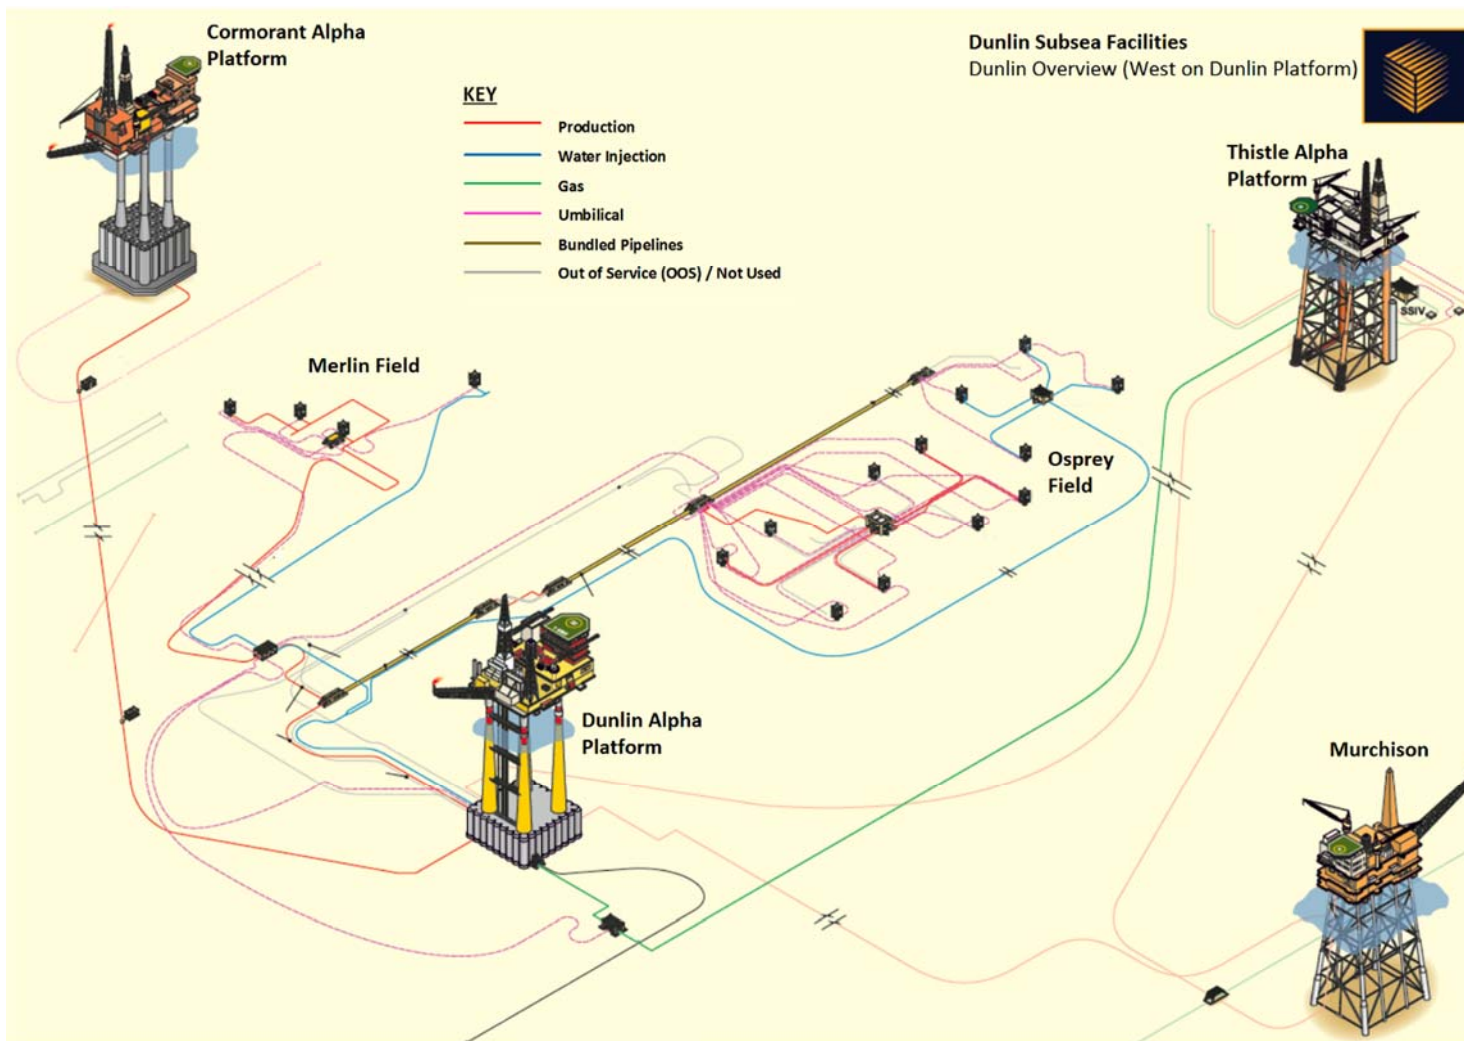 Cormorant Alpha
Platform
Dunlin Subsea Facilities
Dunlin Overview (West on Dunlin Platform)
KEY
Production
Water Injection
Gas
Umbilical
Bundled Pipelines
Out of Service (OOS) / Not Used
Thistle Alpha
Platform
SSIV
Merlin Field
Osprey
Field
Dunlin Alpha
Platform
Murchison